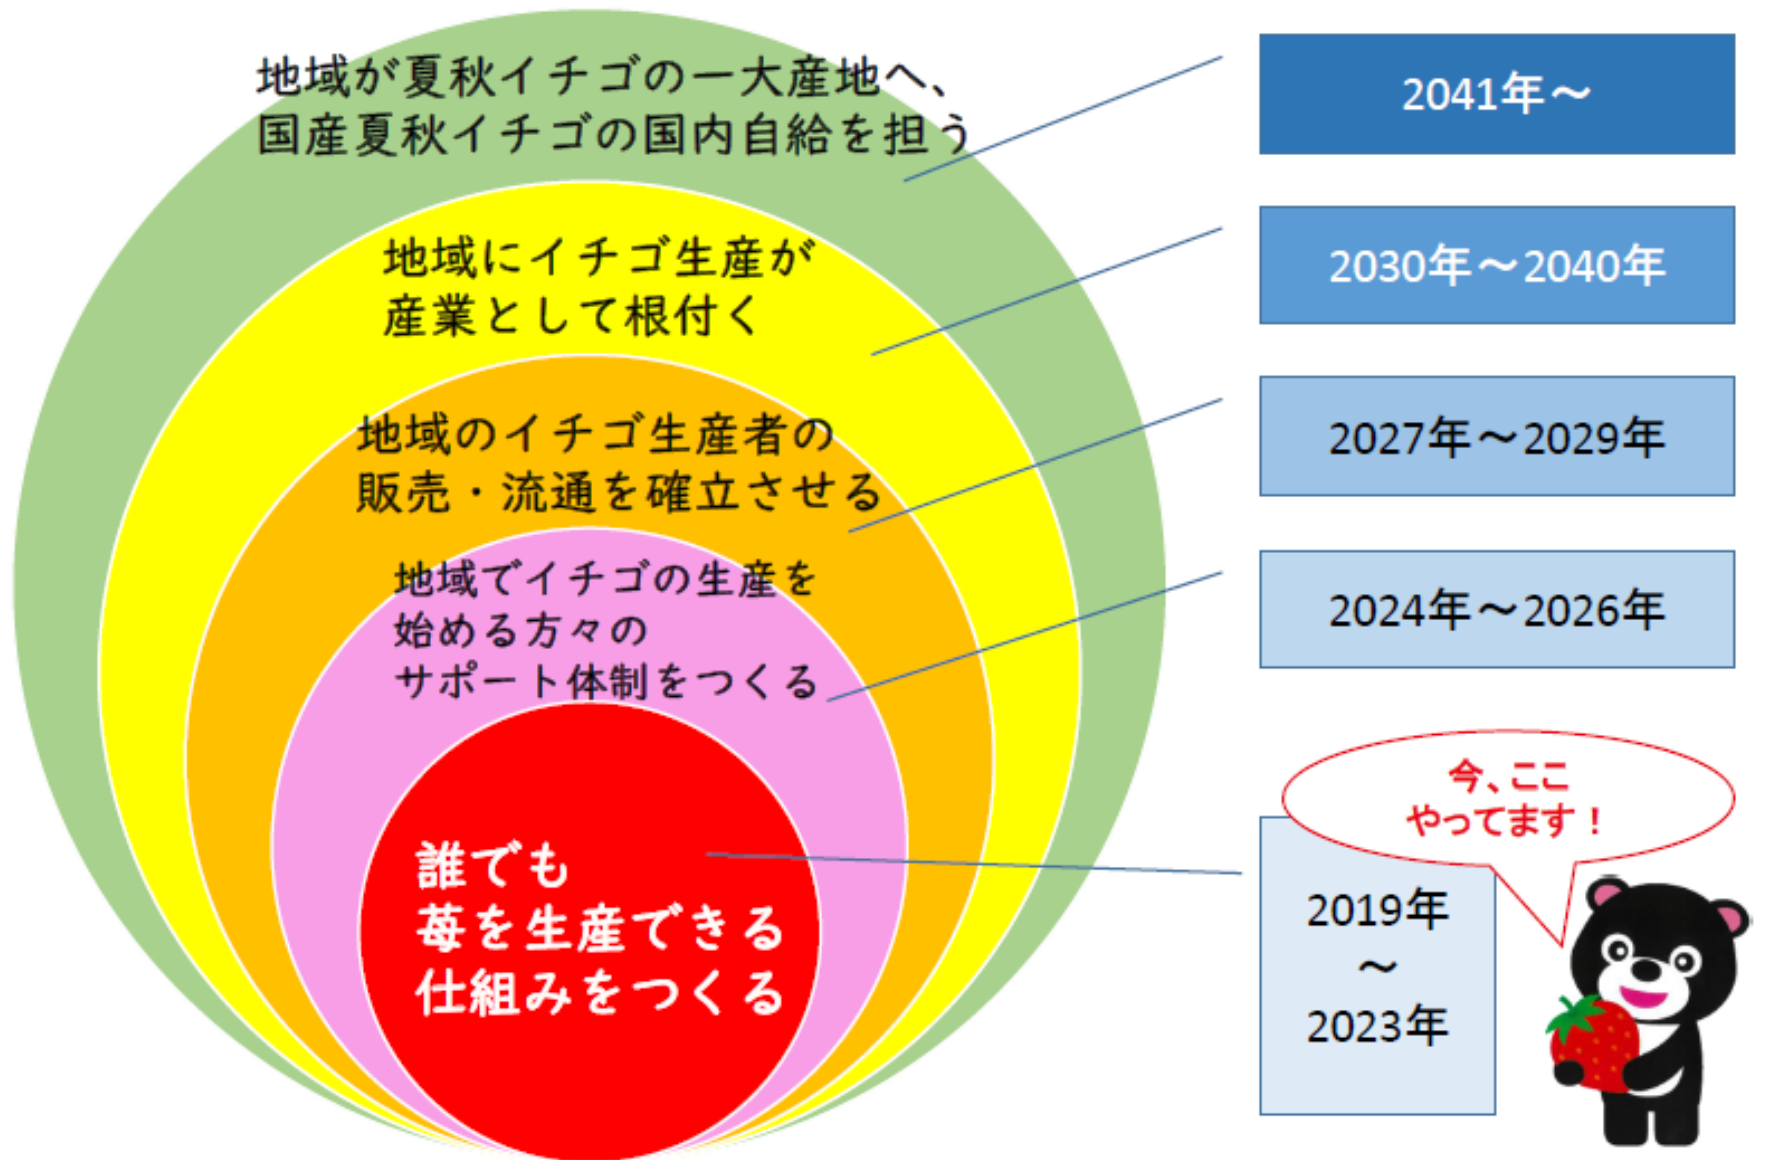 地域が夏秋イチゴの一大産地へ、
国産夏秋イチゴの国内自給を担う
2041年～
地域にイチゴ生産が
産業として根付く
2030年～2040年
地域のイチゴ生産者の
販売・流通を確立させる
2027年～2029年
地域でイチゴの生産を
始める方々の
サポート体制をつくる
2024年～2026年
誰でも
苺を生産できる
仕組みをつくる
今、ここ
やってます！
2019年
～
2023年